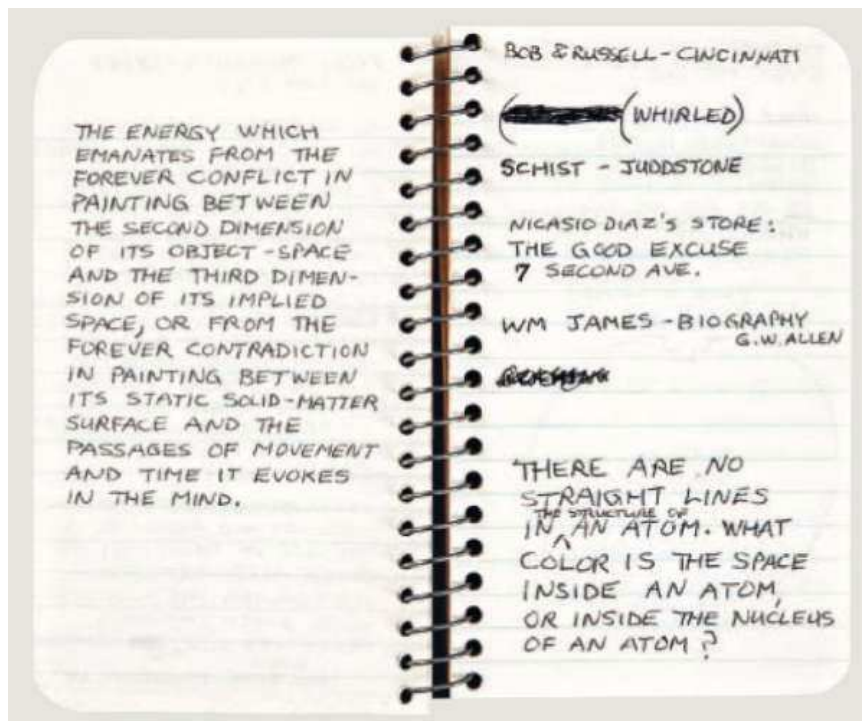 THE ENERGY WHICH
EMANATES FROM THE
FOREVER CONFLICT IN
PAINTING BETWEEN
THE SECOND DIMENSION
OF ITS OBJECT-SPACE
AND THE THIRD DIMEN-
SION OF ITS IMPLIED
SPACE, OR FROM THE
FOREVER CONTRADICTION
IN PAINTING BETWEEN
ITS STATIC SOLID-MATTER
SURFACE AND THE
PASSAGES OF MOVEMENT
AND TIME IT EVOKES
IN THE MIND.
BOB & RUSSELL - CINCINNATI
( (WHIRLED)
SCHIST - JUDDSTONE
NICASIO DIAZ'S STORE:
THE GOOD EXCUSE
7 SECOND AVE.
WM JAMES - BIOGRAPHY
G.W. ALLEN
THERE ARE NO
STRAIGHT LINES
THE STRUCTURE OF
IN ^ AN ATOM. WHAT
COLOR IS THE SPACE
INSIDE AN ATOM,
OR INSIDE THE NUCLEUS
OF AN ATOM?